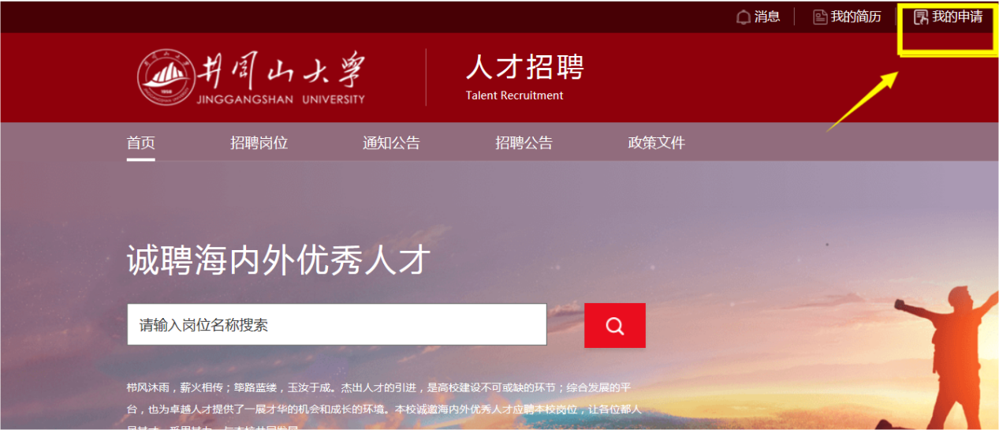 消息
我的简历
我的申请
井冈山大学
JINGGANGSHAN UNIVERSITY
人才招聘
Talent Recruitment
首页
招聘岗位
通知公告
招聘公告
政策文件
诚聘海内外优秀人才
请输入岗位名称搜索
栉风沐雨，薪火相传；筚路蓝缕，玉汝于成。杰出人才的引进，是高校建设不可或缺的环节；综合发展的平
台，也为卓越人才提供了一展才华的机会和成长的环境。本校诚邀海内外优秀人才应聘本校岗位，让各位都人